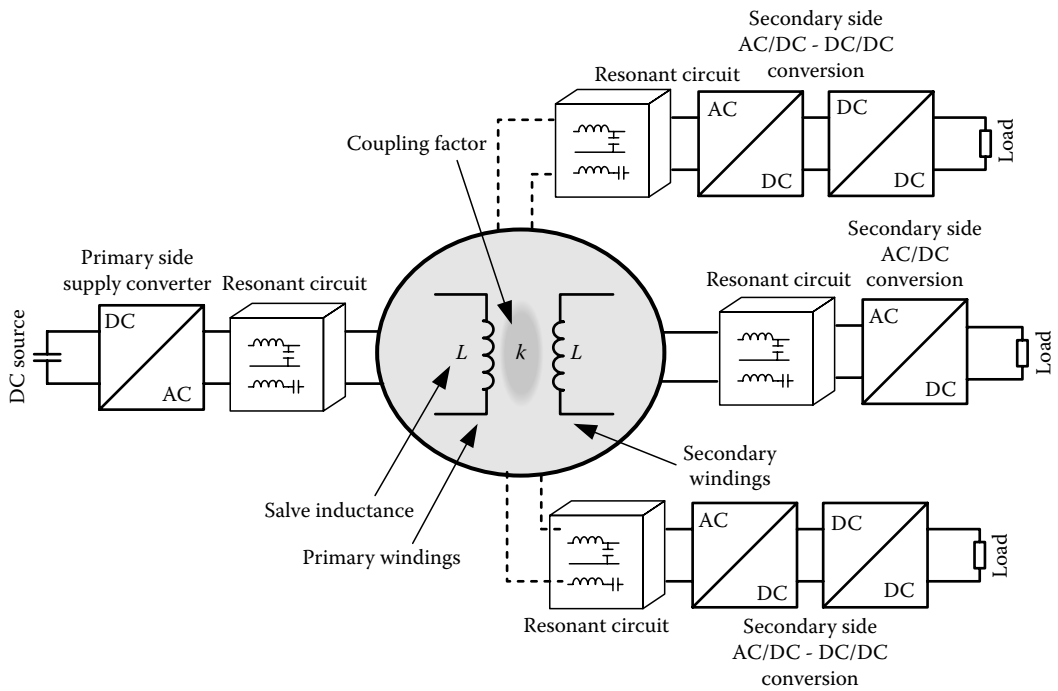 Secondary side
AC/DC - DC/DC
conversion
Resonant circuit
AC
DC
DC
DC
Load
Coupling factor
Primary side
supply converter
Resonant circuit
DC source
DC
AC
L
k
L
Secondary side
AC/DC
conversion
Resonant circuit
AC
DC
Load
Secondary
windings
Salve inductance
Primary windings
AC
DC
DC
DC
Load
Resonant circuit
Secondary side
AC/DC - DC/DC
conversion